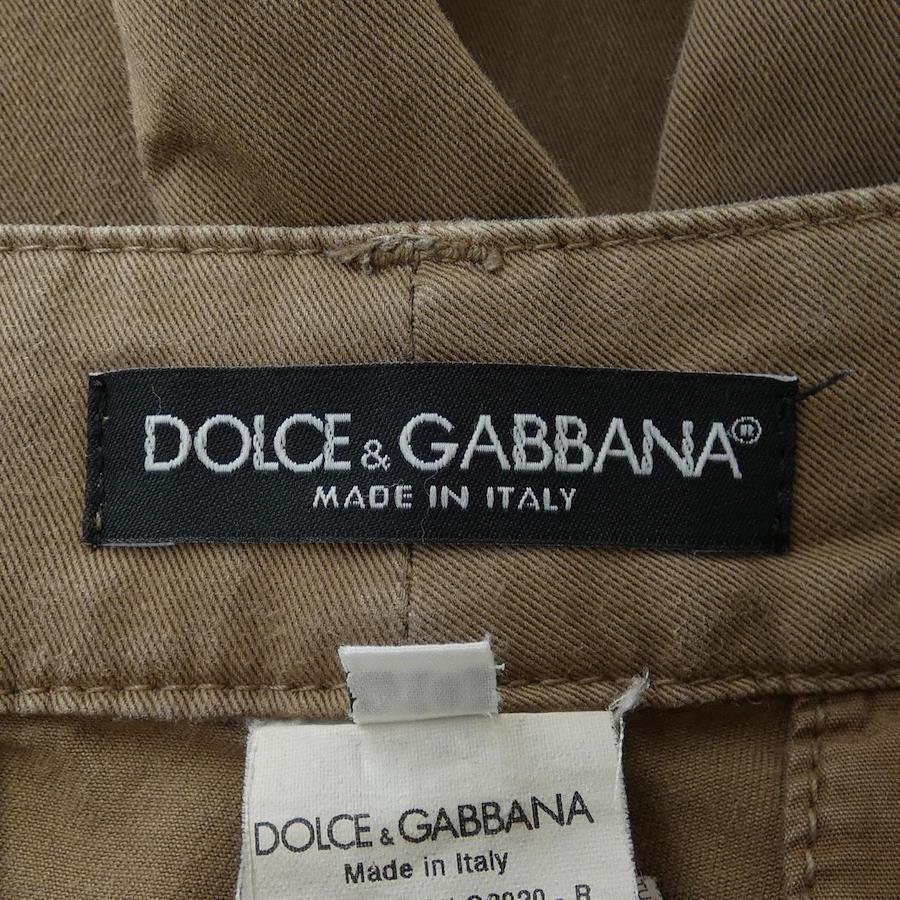 DOLCE & GABBANA®
MADE IN ITALY
DOLCE & GABBANA
Made in Italy
- R